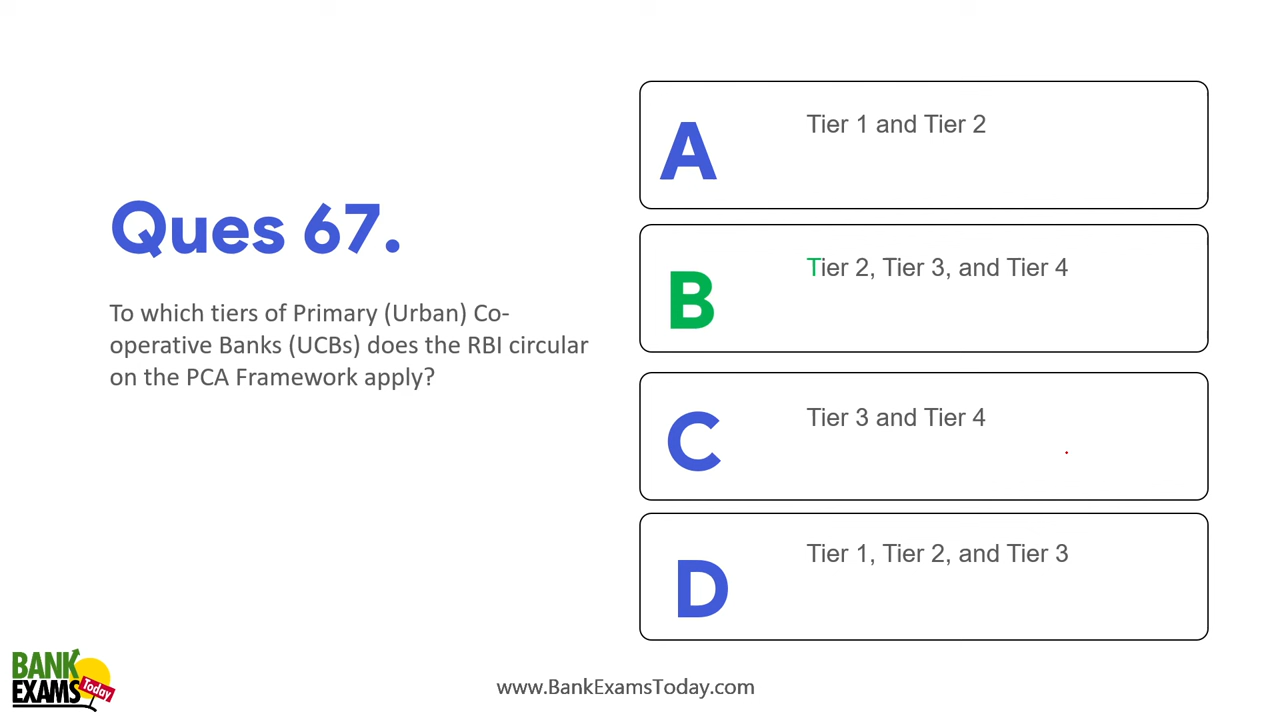 Ques 67.
To which tiers of Primary (Urban) Co-
operative Banks (UCBs) does the RBI circular
on the PCA Framework apply?
A
Tier 1 and Tier 2
B
Tier 2, Tier 3, and Tier 4
C
Tier 3 and Tier 4
D
Tier 1, Tier 2, and Tier 3
BANK
EXAMS
Today
www.BankExamsToday.com